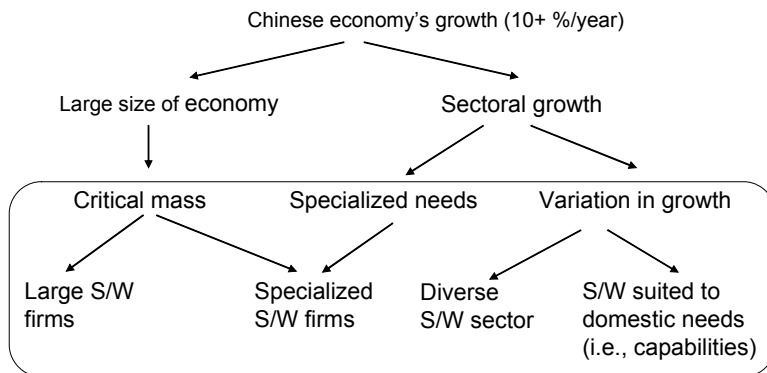 Chinese economy's growth (10+ %/year)
Large size of economy
Sectoral growth
Critical mass
Specialized needs
Variation in growth
Large S/W
firms
Specialized
S/W firms
Diverse
S/W sector
S/W suited to
domestic needs
(i.e., capabilities)